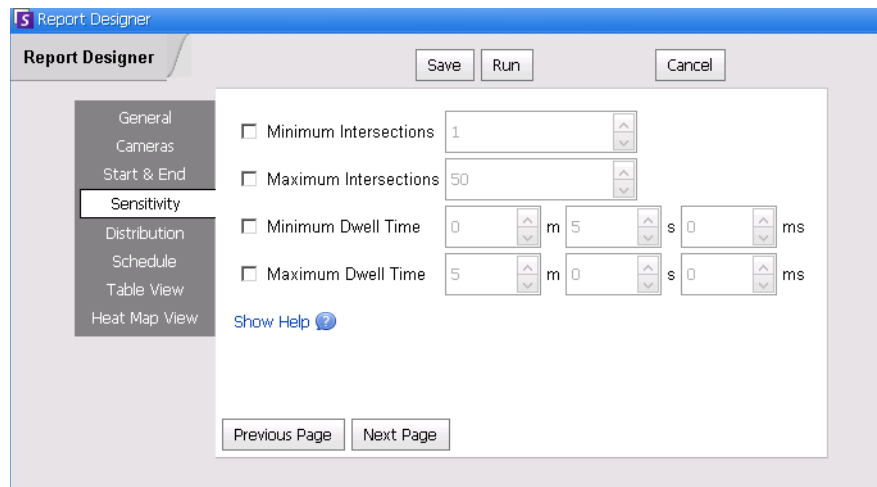 S Report Designer
Report Designer
Save Run Cancel
General
Cameras
Start & End
Sensitivity
Distribution
Schedule
Table View
Heat Map View
Minimum Intersections 1
Maximum Intersections 50
Minimum Dwell Time 0 m 5 s 0 ms
Maximum Dwell Time 5 m 0 s 0 ms
Show Help ?
Previous Page Next Page